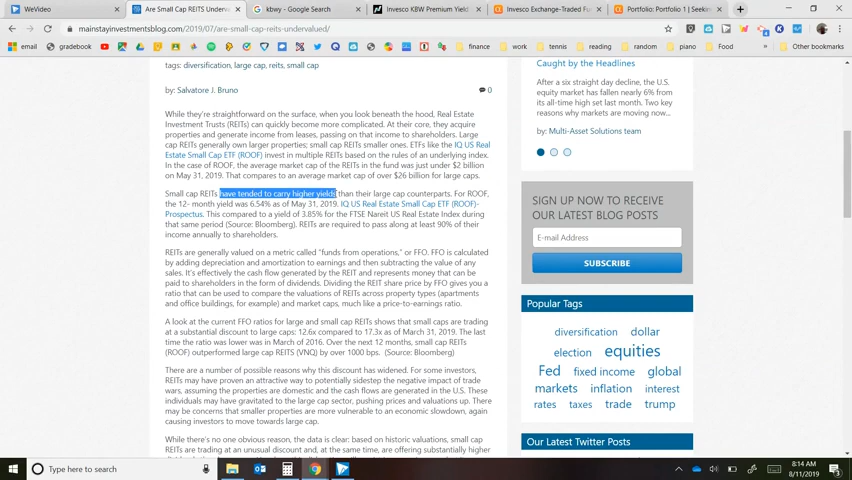 WeVideo
Are Small Cap REITS Underva
kbwy - Google Search
Invesco KBW Premium Yield
Invesco Exchange-Traded Fu
Portfolio: Portfolio 1 | Seekin
mainstayinvestmentsblog.com/2019/07/are-small-cap-reits-undervalued/
email
gradebook
finance
work
tennis
reading
random
piano
Food
Other bookmarks
tags: diversification, large cap, reits, small cap
by: Salvatore J. Bruno
0
While they're straightforward on the surface, when you look beneath the hood, Real Estate
Investment Trusts (REITs) can quickly become more complicated. At their core, they acquire
properties and generate income from leases, passing on that income to shareholders. Large
cap REITs generally own larger properties; small cap REITs smaller ones. ETFs like the IQ US Real
Estate Small Cap ETF (ROOF) invest in multiple REITs based on the rules of an underlying index.
In the case of ROOF, the average market cap of the REITs in the fund was just under $2 billion
on May 31, 2019. That compares to an average market cap of over $26 billion for large caps.
Small cap REITs have tended to carry higher yields than their large cap counterparts. For ROOF,
the 12- month yield was 6.54% as of May 31, 2019. IQ US Real Estate Small Cap ETF (ROOF)-
Prospectus. This compared to a yield of 3.85% for the FTSE Nareit US Real Estate Index during
that same period (Source: Bloomberg). REITs are required to pass along at least 90% of their
income annually to shareholders.
REITs are generally valued on a metric called "funds from operations," or FFO. FFO is calculated
by adding depreciation and amortization to earnings and then subtracting the value of any
sales. It's effectively the cash flow generated by the REIT and represents money that can be
paid to shareholders in the form of dividends. Dividing the REIT share price by FFO gives you a
ratio that can be used to compare the valuations of REITs across property types (apartments
and office buildings, for example) and market caps, much like a price-to-earnings ratio.
A look at the current FFO ratios for large and small cap REITs shows that small caps are trading
at a substantial discount to large caps: 12.6x compared to 17.3x as of March 31, 2019. The last
time the ratio was lower was in March of 2016. Over the next 12 months, small cap REITs
(ROOF) outperformed large cap REITS (VNQ) by over 1000 bps.  (Source: Bloomberg)
There are a number of possible reasons why this discount has widened. For some investors,
REITs may have proven an attractive way to potentially sidestep the negative impact of trade
wars, assuming the properties are domestic and the cash flows are generated in the U.S. These
individuals may have gravitated to the large cap sector, pushing prices and valuations up. There
may be concerns that smaller properties are more vulnerable to an economic slowdown, again
causing investors to move towards large cap.
While there's no one obvious reason, the data is clear: based on historic valuations, small cap
REITs are trading at an unusual discount and, at the same time, are offering substantially higher
Caught by the Headlines
After a six straight day decline, the U.S.
equity market has fallen nearly 6% from
its all-time high set last month. Two key
reasons why markets are moving now...
by: Multi-Asset Solutions team
SIGN UP NOW TO RECEIVE
OUR LATEST BLOG POSTS
E-mail Address
SUBSCRIBE
Popular Tags
diversification dollar
election equities
Fed fixed income global
markets inflation interest
rates taxes trade trump
Our Latest Twitter Posts
Type here to search
8:14 AM
8/11/2019